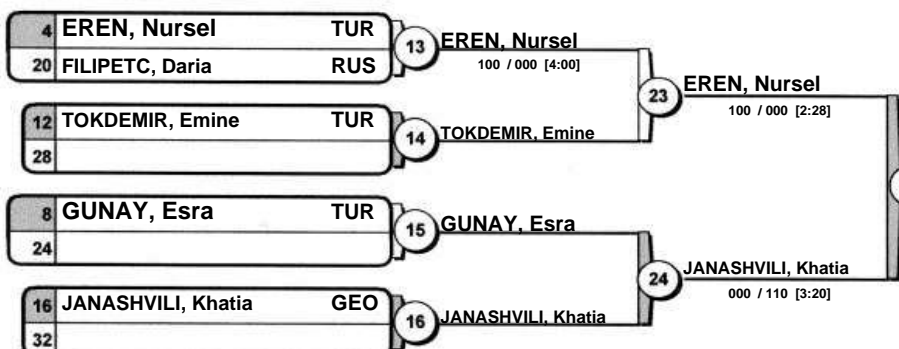 4 EREN, Nursel TUR
20 FILIPETC, Daria RUS
13 EREN, Nursel
100 / 000 [4:00]
12 TOKDEMIR, Emine TUR
28
14 TOKDEMIR, Emine
23 EREN, Nursel
100 / 000 [2:28]
8 GUNAY, Esra TUR
24
15 GUNAY, Esra
16 JANASHVILI, Khatia GEO
32
16 JANASHVILI, Khatia
24 JANASHVILI, Khatia
000 / 110 [3:20]